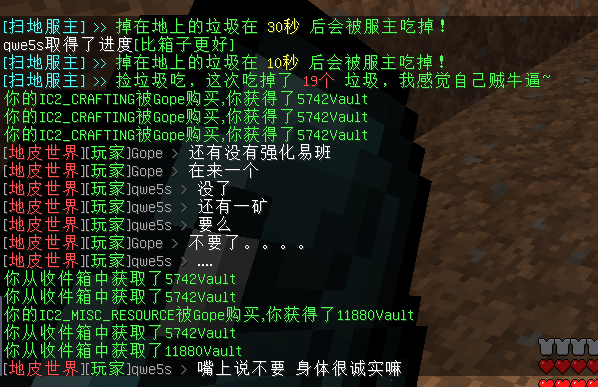 [扫地服主] >> 掉在地上的垃圾在 30秒 后会被服主吃掉！
qwe5s取得了进度[比箱子更好]
[扫地服主] >> 掉在地上的垃圾在 10秒 后会被服主吃掉！
[扫地服主] >> 捡垃圾吃，这次吃掉了 19个 垃圾，我感觉自己贼牛逼~
你的IC2_CRAFTING被Gope购买,你获得了5742Vault
你的IC2_CRAFTING被Gope购买,你获得了5742Vault
你的IC2_CRAFTING被Gope购买,你获得了5742Vault
[地皮世界][玩家]Gope > 还有没有强化易班
[地皮世界][玩家]Gope > 在来一个
[地皮世界][玩家]qwe5s > 没了
[地皮世界][玩家]qwe5s > 还有一矿
[地皮世界][玩家]qwe5s > 要么
[地皮世界][玩家]Gope > 不要了。。。。
[地皮世界][玩家]qwe5s > ....
你从收件箱中获取了5742Vault
你从收件箱中获取了5742Vault
你的IC2_MISC_RESOURCE被Gope购买,你获得了11880Vault
你从收件箱中获取了5742Vault
你从收件箱中获取了11880Vault
[地皮世界][玩家]qwe5s > 嘴上说不要 身体很诚实嘛